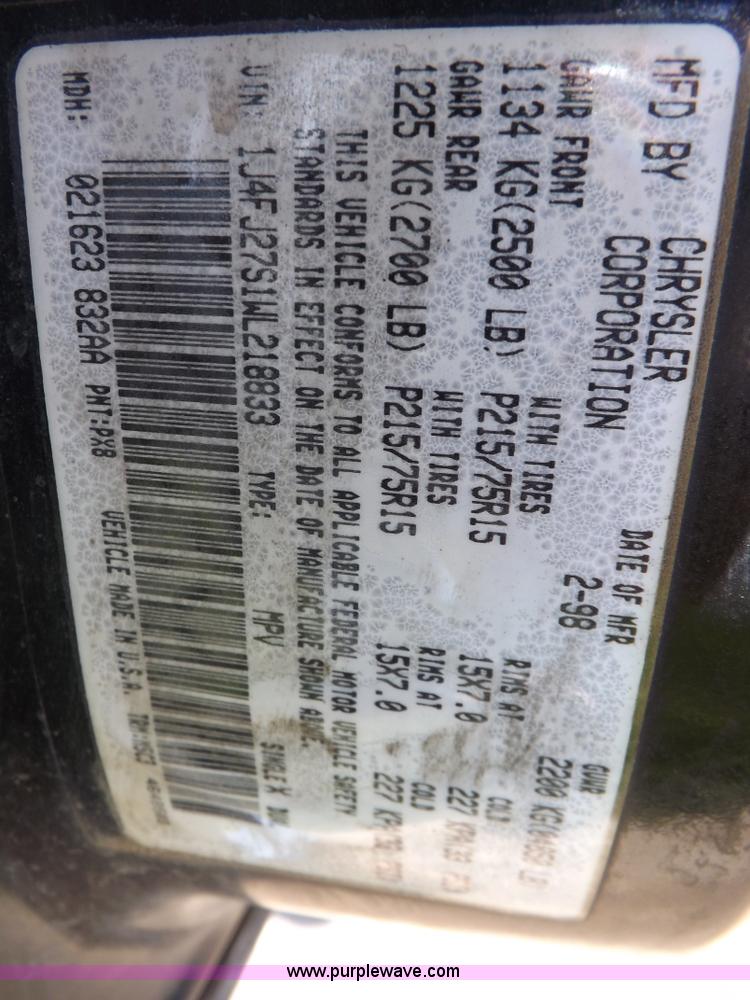 MFD BY CHRYSLER CORPORATION DATE OF MFR 2-98 GVWR
GAWR FRONT WITH TIRES RIMS AT COLD
1134 KG(2500 LB) P215/75R15 15X7.0 227
GAWR REAR WITH TIRES RIMS AT COLD
1225 KG(2700 LB) P215/75R15 15X7.0 227
THIS VEHICLE CONFORMS TO ALL APPLICABLE FEDERAL MOTOR VEHICLE SAFETY
STANDARDS IN EFFECT ON THE DATE OF MANUFACTURE SHOWN ABOVE.
VIN: 1J4FJ27S1WL218833 TYPE: MPV SINGLE X
MDH: 021623 832AA PNT:PX8 VEHICLE MADE IN U.S.A.
www.purplewave.com